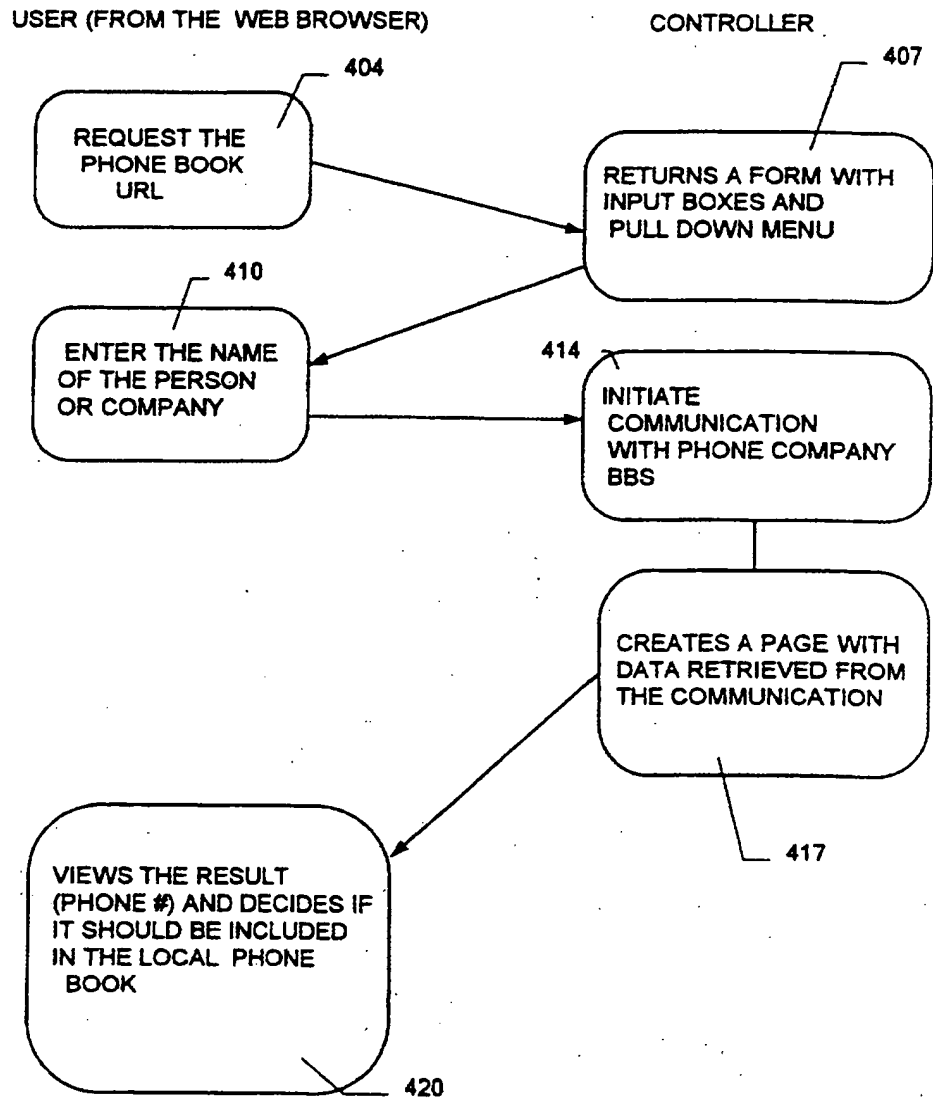 USER (FROM THE WEB BROWSER)
CONTROLLER
404
407
REQUEST THE
PHONE BOOK
URL
RETURNS A FORM WITH
INPUT BOXES AND
PULL DOWN MENU
410
ENTER THE NAME
OF THE PERSON
OR COMPANY
414
INITIATE
COMMUNICATION
WITH PHONE COMPANY
BBS
CREATES A PAGE WITH
DATA RETRIEVED FROM
THE COMMUNICATION
417
VIEWS THE RESULT
(PHONE #) AND DECIDES IF
IT SHOULD BE INCLUDED
IN THE LOCAL PHONE
BOOK
420